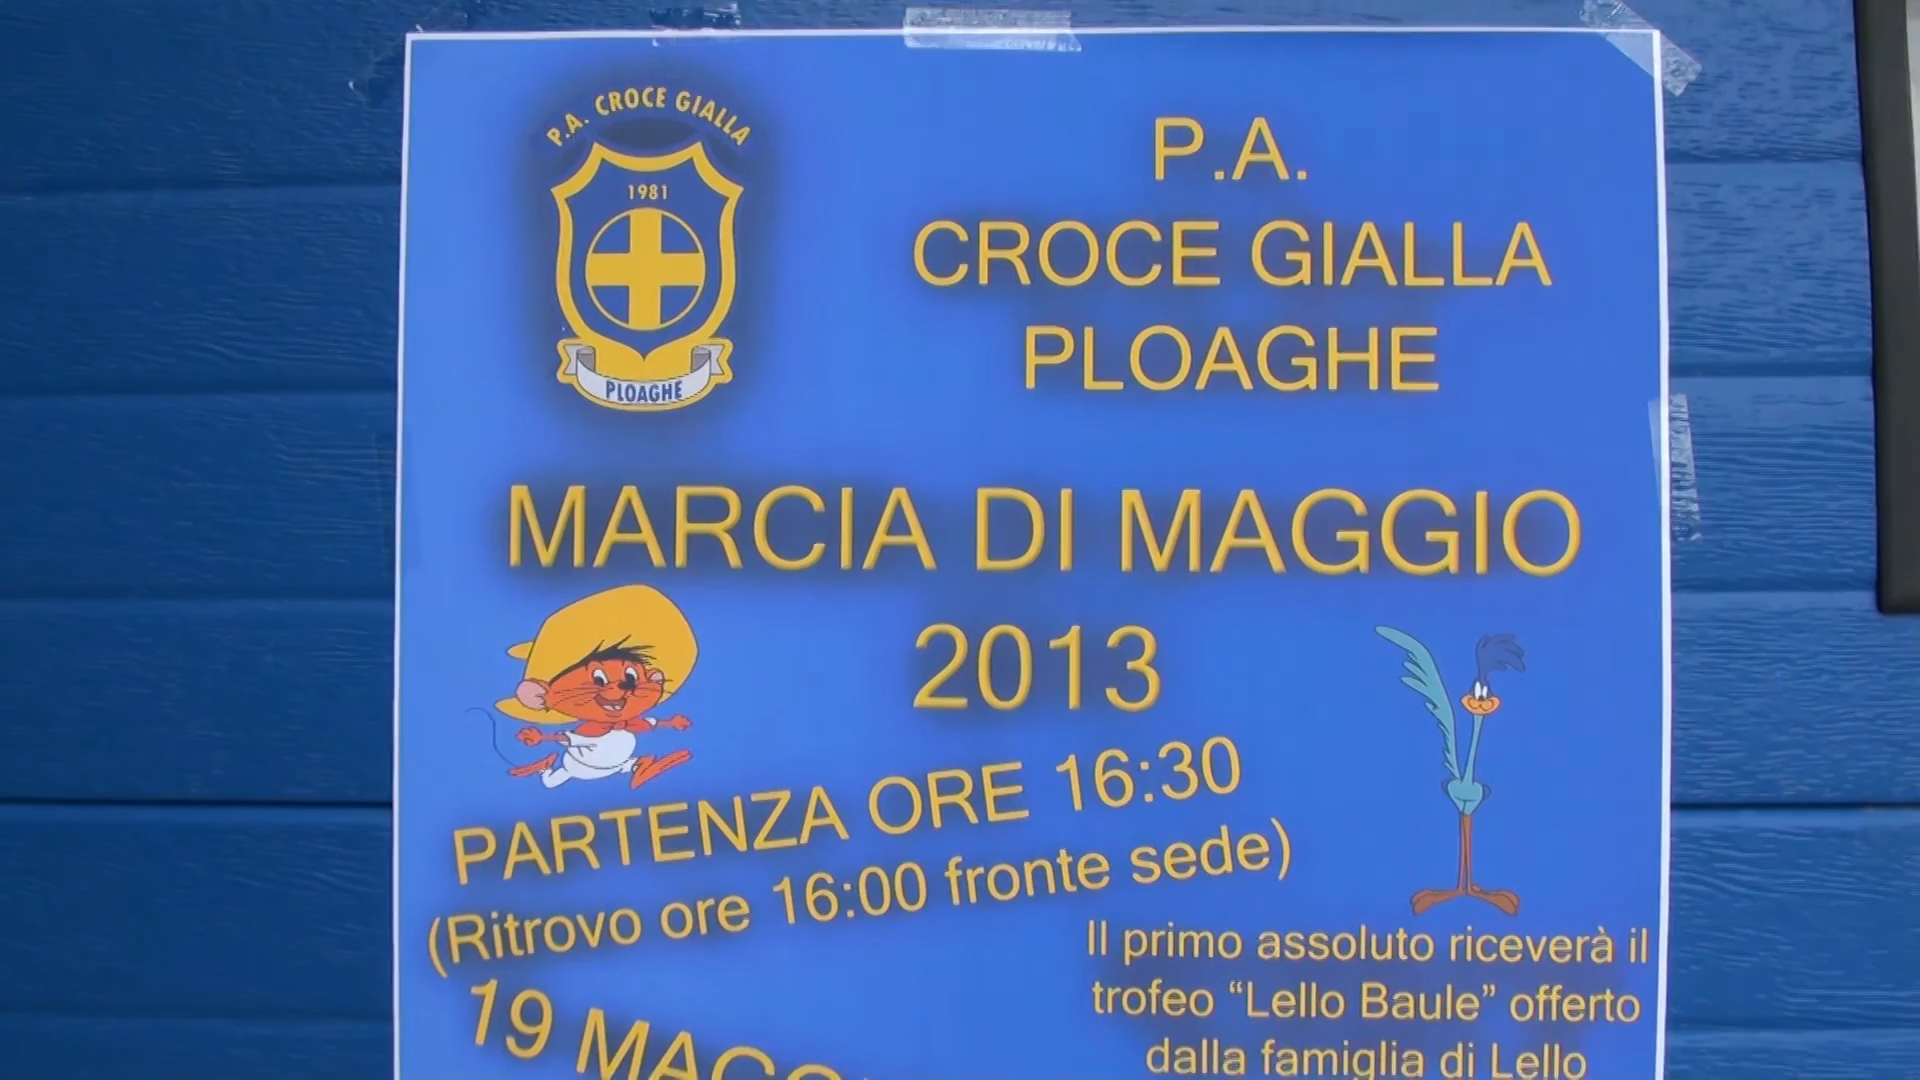 P.A. CROCE GIALLA
1981
PLOAGHE
P.A.
CROCE GIALLA
PLOAGHE
MARCIA DI MAGGIO
2013
PARTENZA ORE 16:30
(Ritrovo ore 16:00 fronte sede)
19
Il primo assoluto riceverà il
trofeo “Lello Baule” offerto
dalla famiglia di Lello